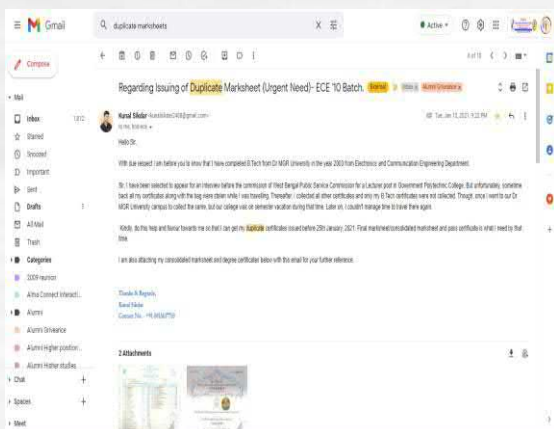 Gmail
duplicate marksheets
Active
Compose
4 of 18
Mail
Inbox
Starred
Snoozed
Important
Sent
Drafts 1
All Mail
Trash
Categories
2009 reunion
Alma Connect Interacti...
Alumni
Alumni Grievance
Alumni Higher position...
Alumni Higher studies
Chat
Spaces
Meet
Regarding Issuing of Duplicate Marksheet (Urgent Need)- ECE '10 Batch.
Hello Sir,
With due respect I am before you to know that I have completed B.Tech from Dr MGR University in the year from Electronics and Communication Engineering Department.
Sir, I have been selected to appear for an interview before the commission of West Bengal Public Service Commission for a Lecturer post in Government Polytechnic College. But unfortunately, sometime
back all my certificates along with the bag were stolen while I was travelling. Thereafter I collected all other certificates and only my B.Tech certificates were not collected. Though, once I went to our Dr
MGR University campus to collect the same, but our college was on semester vacation during that time. Later on, I couldn't manage time to travel there again.
Kindly, do this help and favour towards me so that I can get my duplicate certificates issued before 25th January, 2021. Final marksheet/consolidated marksheet and pass certificate is what I need by that
time.
I am also attaching my consolidated marksheet and degree certificates below with this email for your further reference.
Thanks & Regards,
2 Attachments